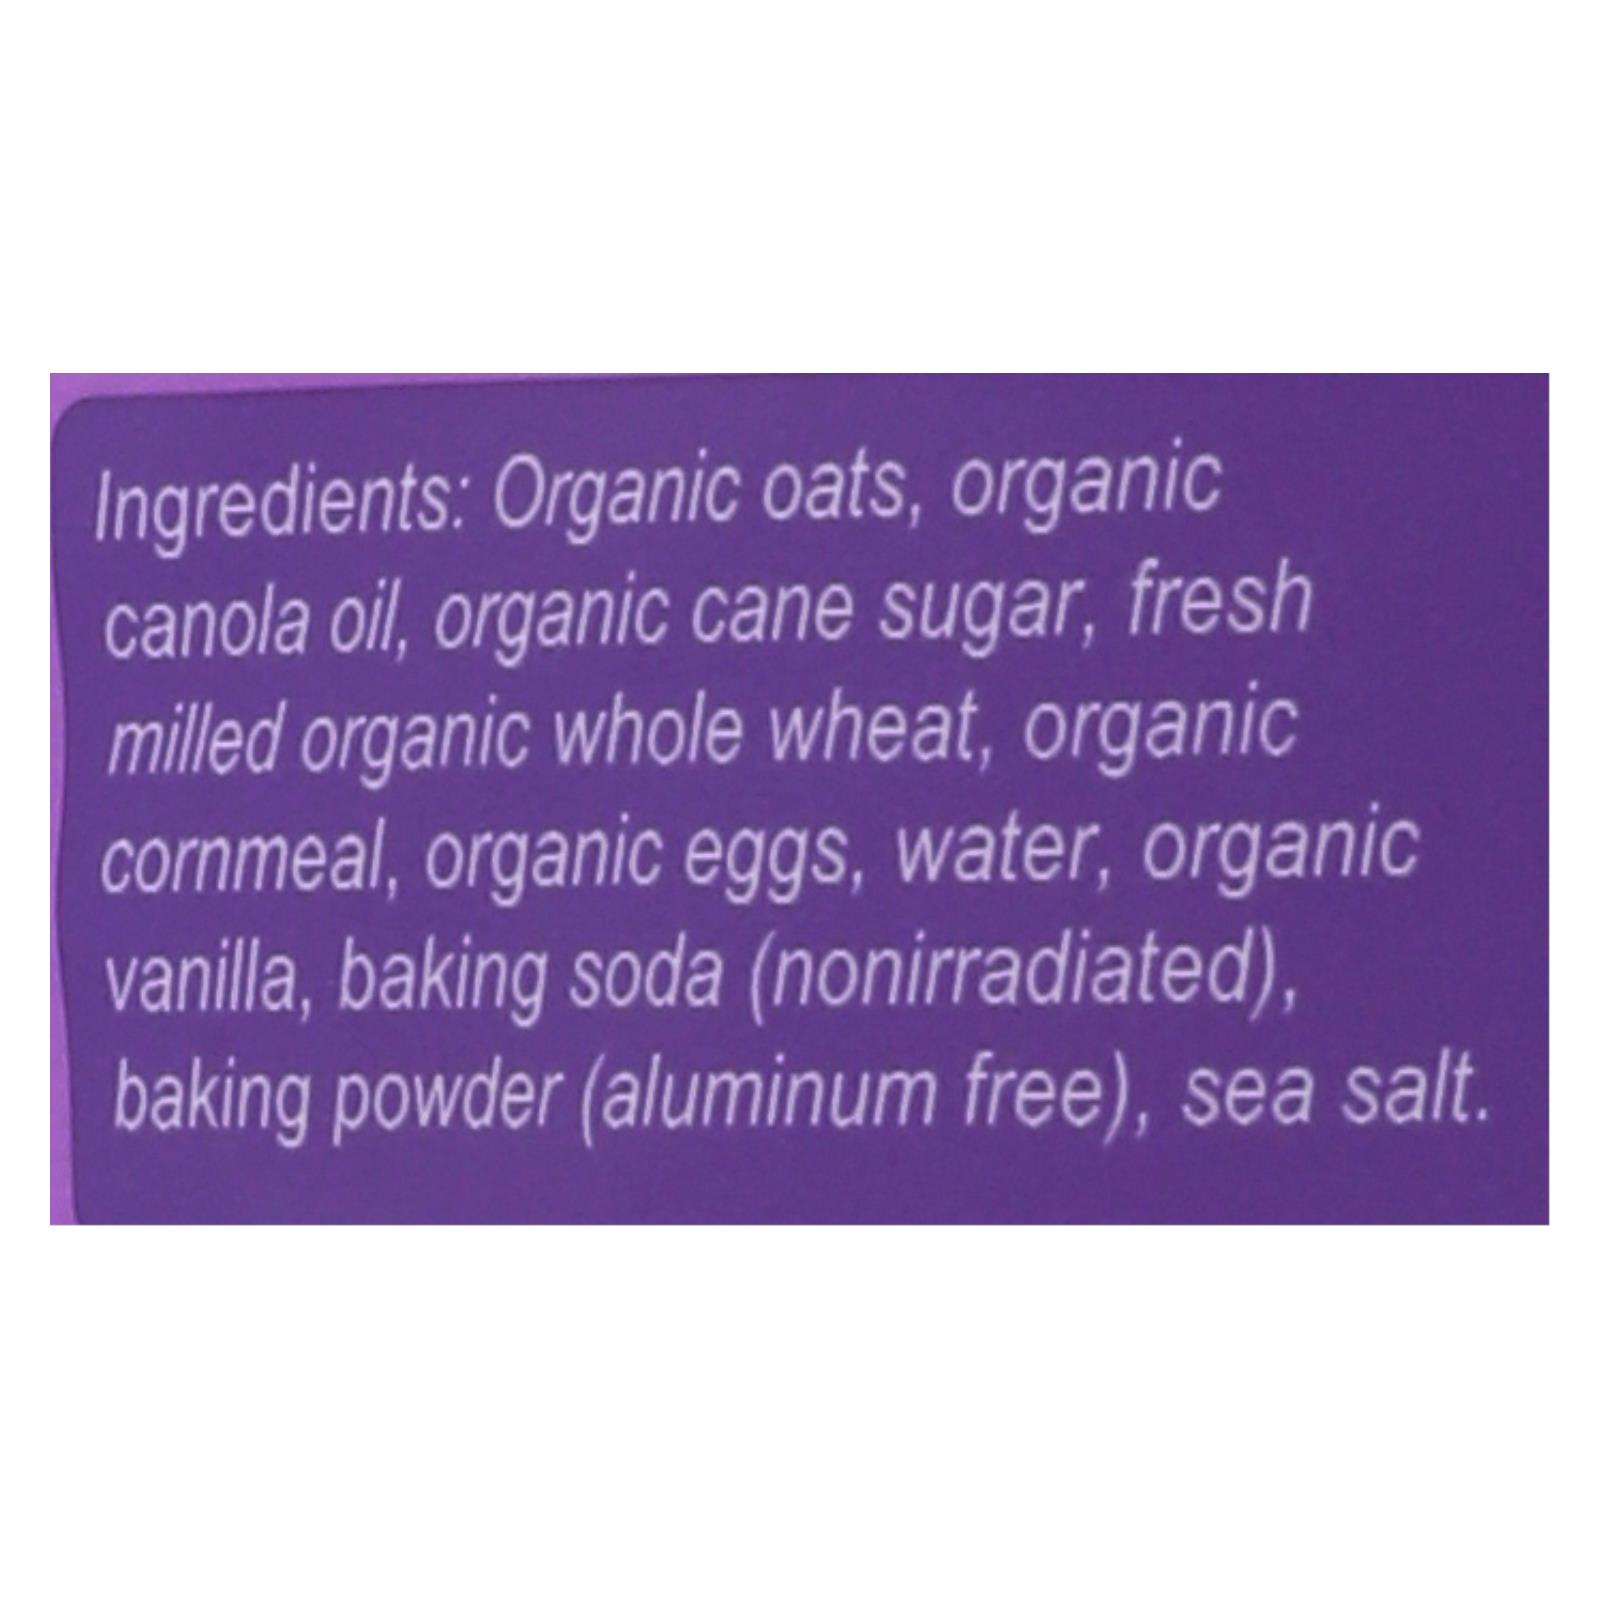 Ingredients: Organic oats, organic
canola oil, organic cane sugar, fresh
milled organic whole wheat, organic
cornmeal, organic eggs, water, organic
vanilla, baking soda (nonirradiated),
baking powder (aluminum free), sea salt.